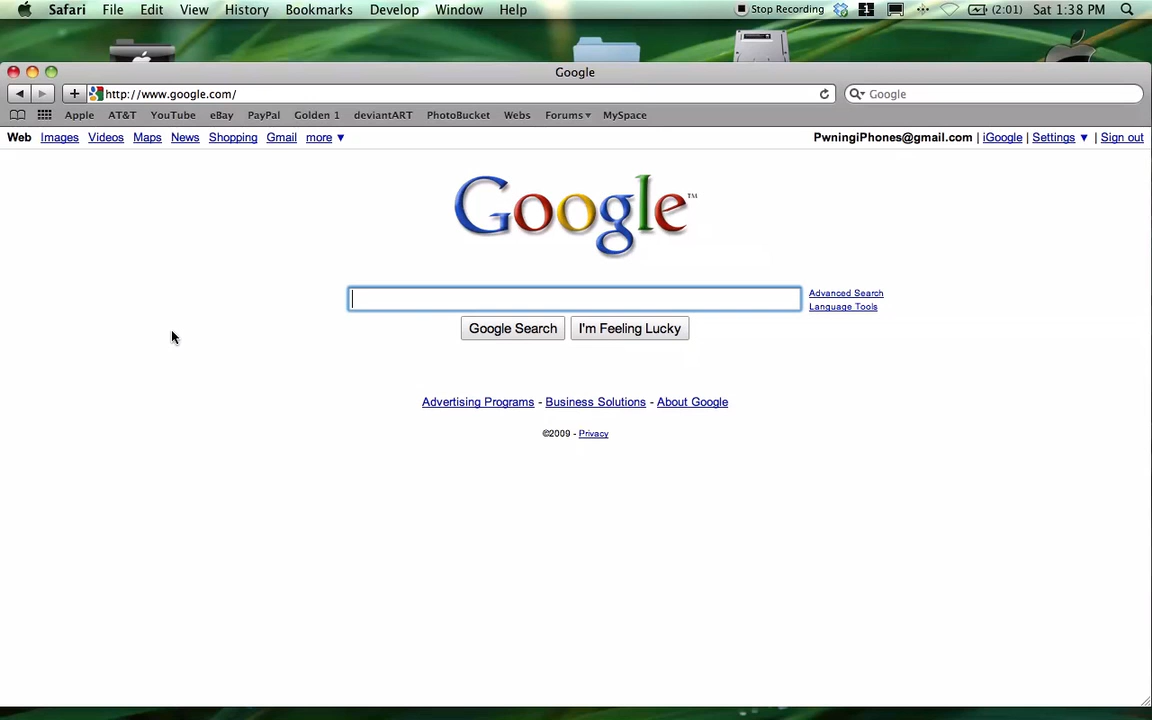 Safari File Edit View History Bookmarks Develop Window Help Stop Recording 1 (2:01) Sat 1:38 PM
Google
http://www.google.com/ Google
Apple AT&T YouTube eBay PayPal Golden 1 deviantART PhotoBucket Webs Forums▾ MySpace
Web Images Videos Maps News Shopping Gmail more ▼ PwningiPhones@gmail.com | iGoogle | Settings ▼ | Sign out
Google™
Advanced Search
Language Tools
Google Search I'm Feeling Lucky
Advertising Programs - Business Solutions - About Google
©2009 - Privacy